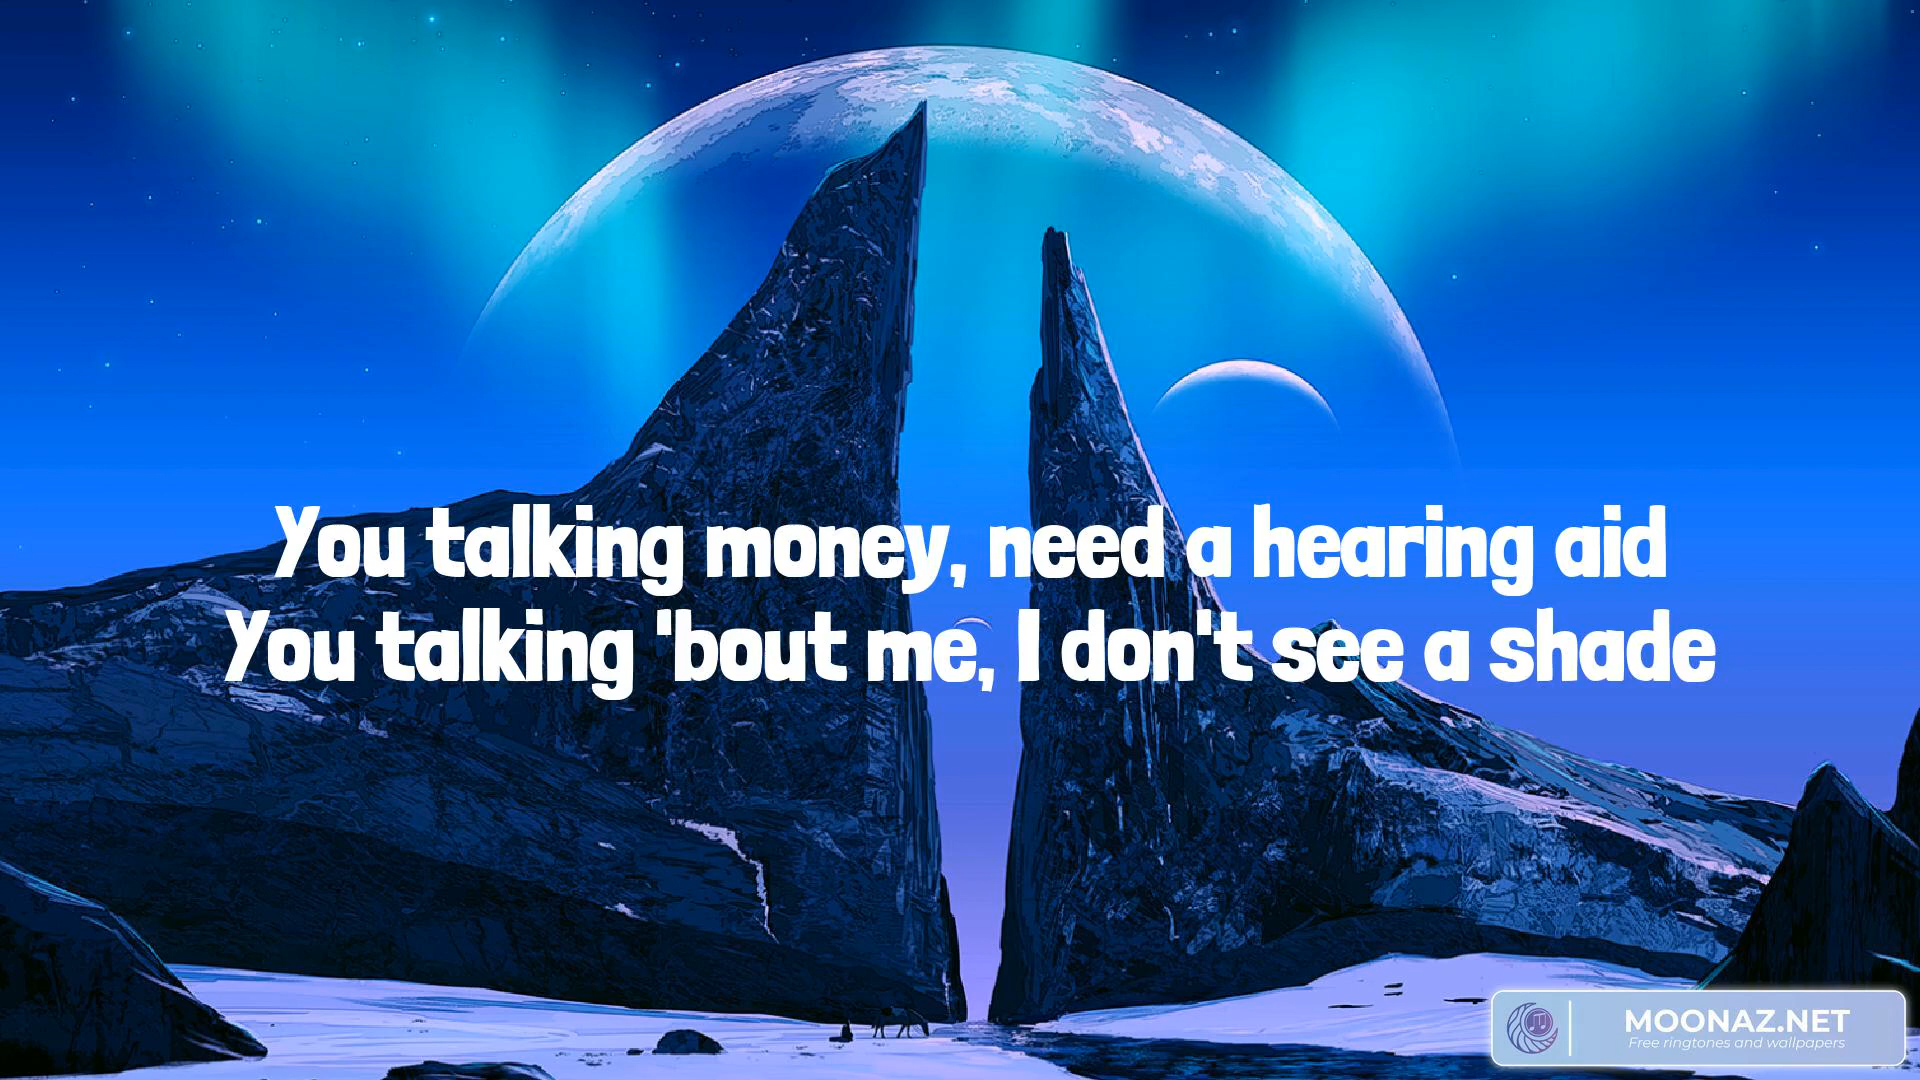 You talking money, need a hearing aid
You talking 'bout me, I don't see a shade
MOONAZ.NET
Free ringtones and wallpapers